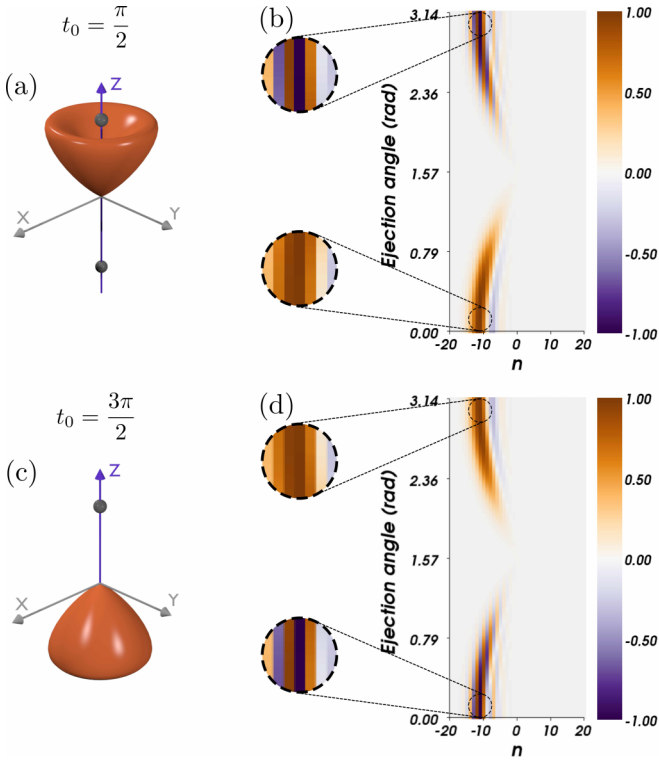 t₀ = π/2
(a)
Z
X
Y
(b)
Ejection angle (rad)
3.14
2.36
1.57
0.79
0.00
-20
-10
0
10
20
n
1.00
0.50
0.00
-0.50
-1.00
t₀ = 3π/2
(c)
Z
X
Y
(d)
Ejection angle (rad)
3.14
2.36
1.57
0.79
0.00
-20
-10
0
10
20
n
1.00
0.50
0.00
-0.50
-1.00